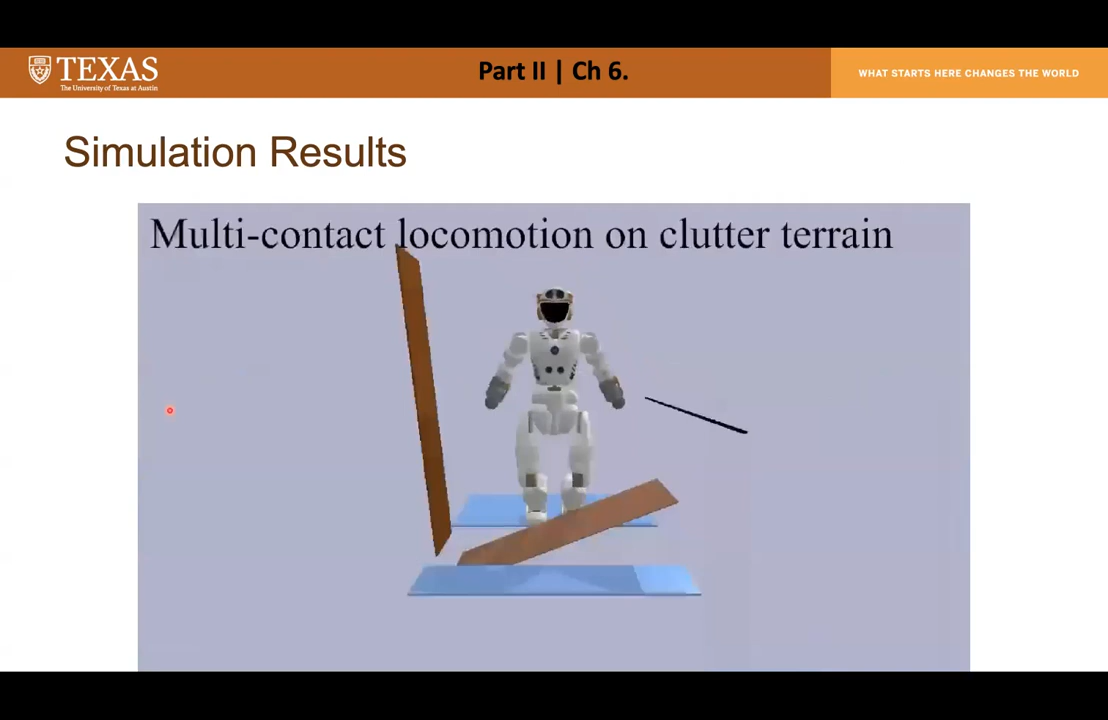 TEXAS
The University of Texas at Austin
Part II | Ch 6.
WHAT STARTS HERE CHANGES THE WORLD
Simulation Results
Multi-contact locomotion on clutter terrain